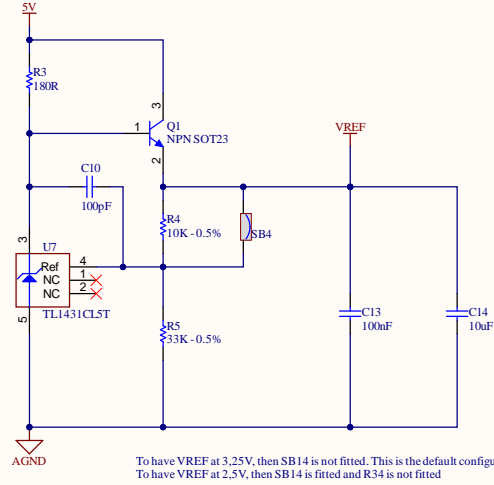 5V
R3
180R
3
Q1
1
NPN SOT23
2
VREF
C10
100pF
R4
10K - 0.5%
SB4
3
U7
Ref
4
NC
1
NC
2
TL1431CL5T
5
R5
33K - 0.5%
C13
100nF
C14
10uF
AGND
To have VREF at 3,25V, then SB14 is not fitted. This is the default configu
To have VREF at 2,5V, then SB14 is fitted and R34 is not fitted